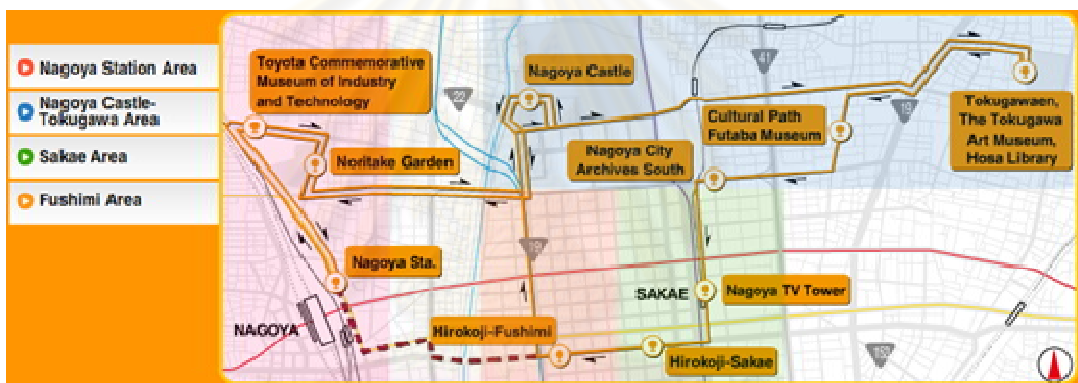 Nagoya Station Area
Nagoya Castle-
Tokugawa Area
Sakae Area
Fushimi Area
Toyota Commemorative
Museum of Industry
and Technology
Nagoya Castle
22
41
Cultural Path
Futaba Museum
19
Tokugawaen,
The Tokugawa
Art Museum,
Hosa Library
Noritake Garden
Nagoya City
Archives South
19
Nagoya Sta.
SAKAE
Nagoya TV Tower
NAGOYA
Hirokoji-Fushimi
Hirokoji-Sakae